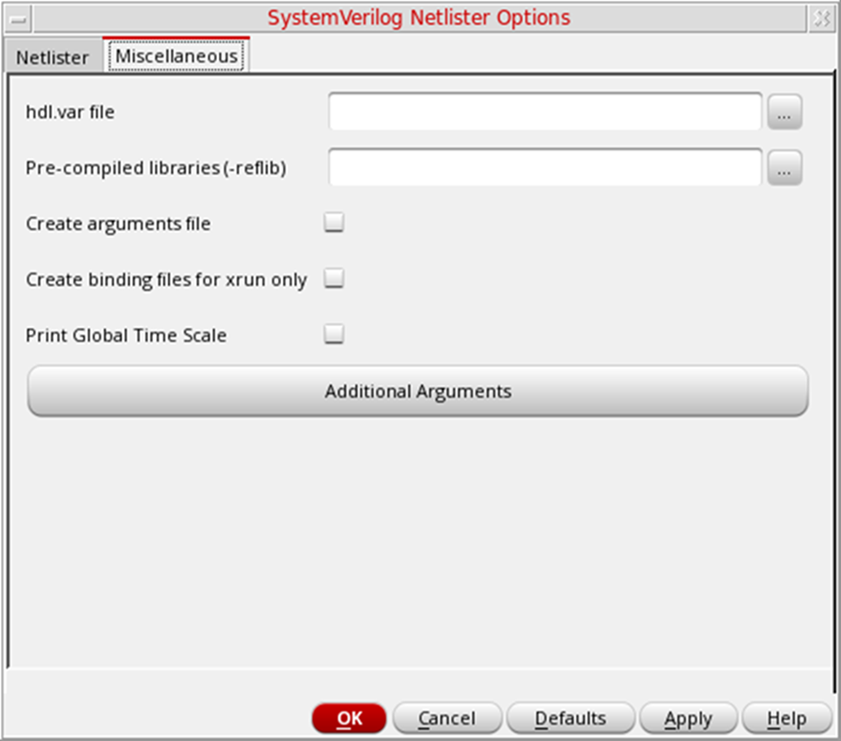 SystemVerilog Netlister Options
Netlister Miscellaneous
hdl.var file ...
Pre-compiled libraries (-reflib) ...
Create arguments file
Create binding files for xrun only
Print Global Time Scale
Additional Arguments
OK Cancel Defaults Apply Help